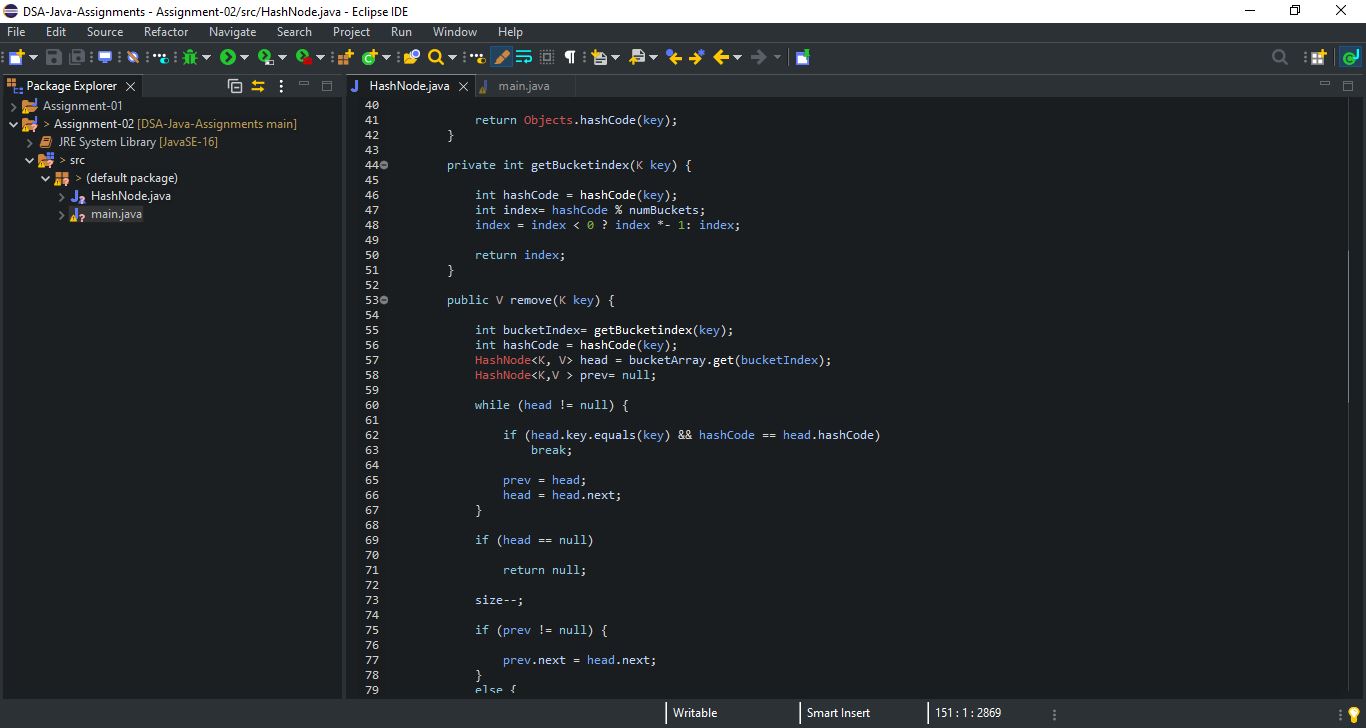 DSA-Java-Assignments - Assignment-02/src/HashNode.java - Eclipse IDE
File Edit Source Refactor Navigate Search Project Run Window Help
Package Explorer
HashNode.java
main.java
Assignment-01
> Assignment-02 [DSA-Java-Assignments main]
JRE System Library [JavaSE-16]
> src
> (default package)
HashNode.java
main.java
40
41 return Objects.hashCode(key);
42 }
43
44 private int getBucketindex(K key) {
45
46 int hashCode = hashCode(key);
47 int index= hashCode % numBuckets;
48 index = index < 0 ? index *- 1: index;
49
50 return index;
51 }
52
53 public V remove(K key) {
54
55 int bucketIndex= getBucketindex(key);
56 int hashCode = hashCode(key);
57 HashNode<K, V> head = bucketArray.get(bucketIndex);
58 HashNode<K,V > prev= null;
59
60 while (head != null) {
61
62 if (head.key.equals(key) && hashCode == head.hashCode)
63 break;
64
65 prev = head;
66 head = head.next;
67 }
68
69 if (head == null)
70
71 return null;
72
73 size--;
74
75 if (prev != null) {
76
77 prev.next = head.next;
78 }
79 else {
Writable
Smart Insert
151 : 1 : 2869